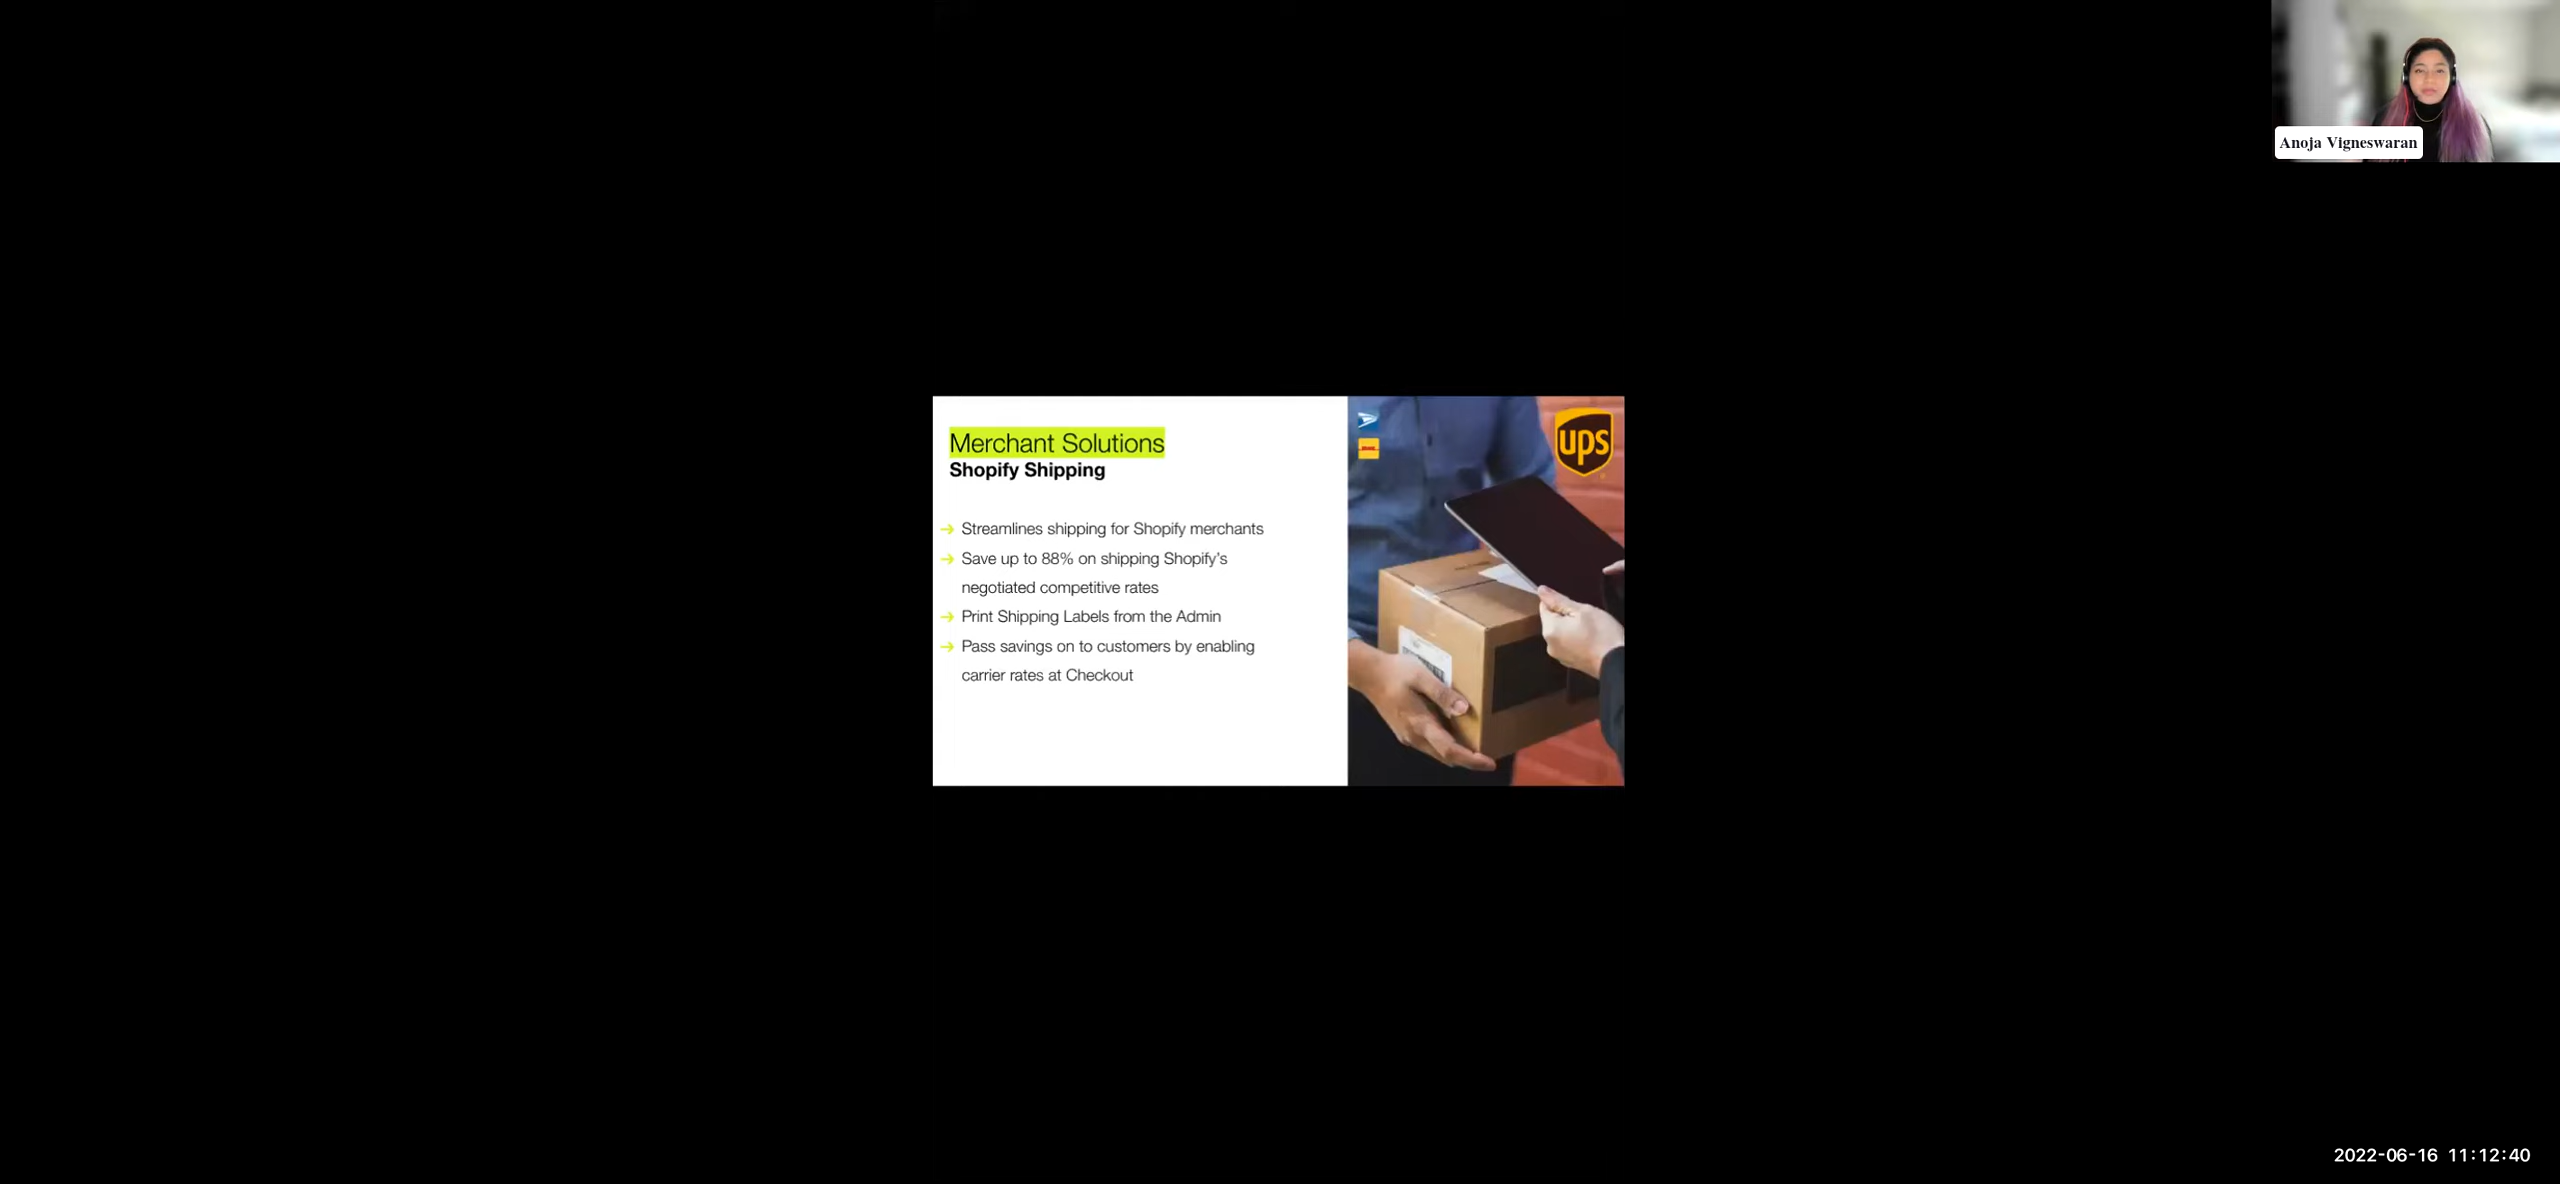 Anoja Vigneswaran
Merchant Solutions
Shopify Shipping
→ Streamlines shipping for Shopify merchants
→ Save up to 88% on shipping Shopify's
negotiated competitive rates
→ Print Shipping Labels from the Admin
→ Pass savings on to customers by enabling
carrier rates at Checkout
ups
DHL
2022-06-16 11:12:40